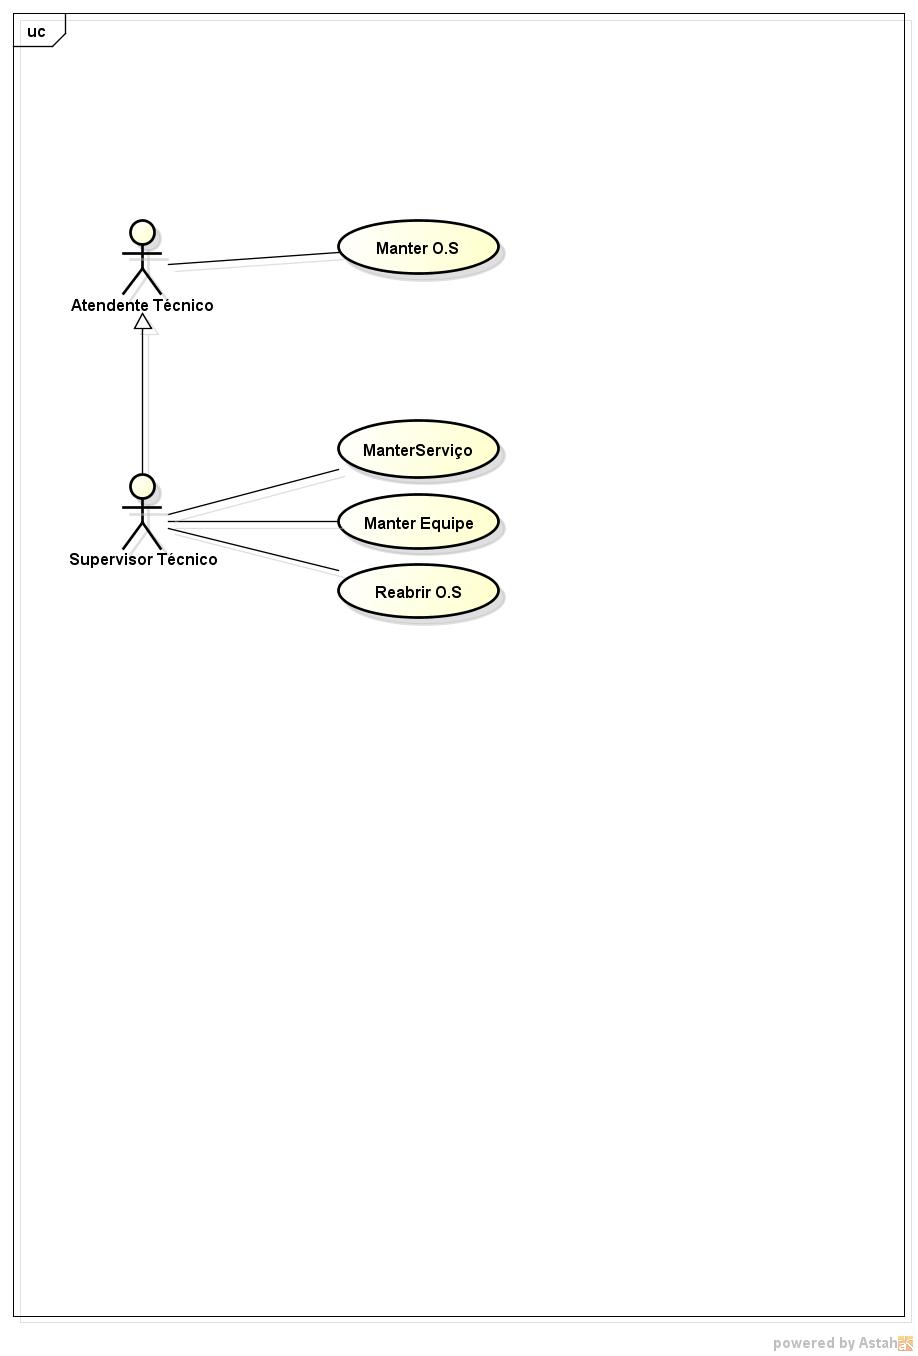 uc
Manter O.S
Atendente Técnico
ManterServiço
Manter Equipe
Supervisor Técnico
Reabrir O.S
powered by Astah